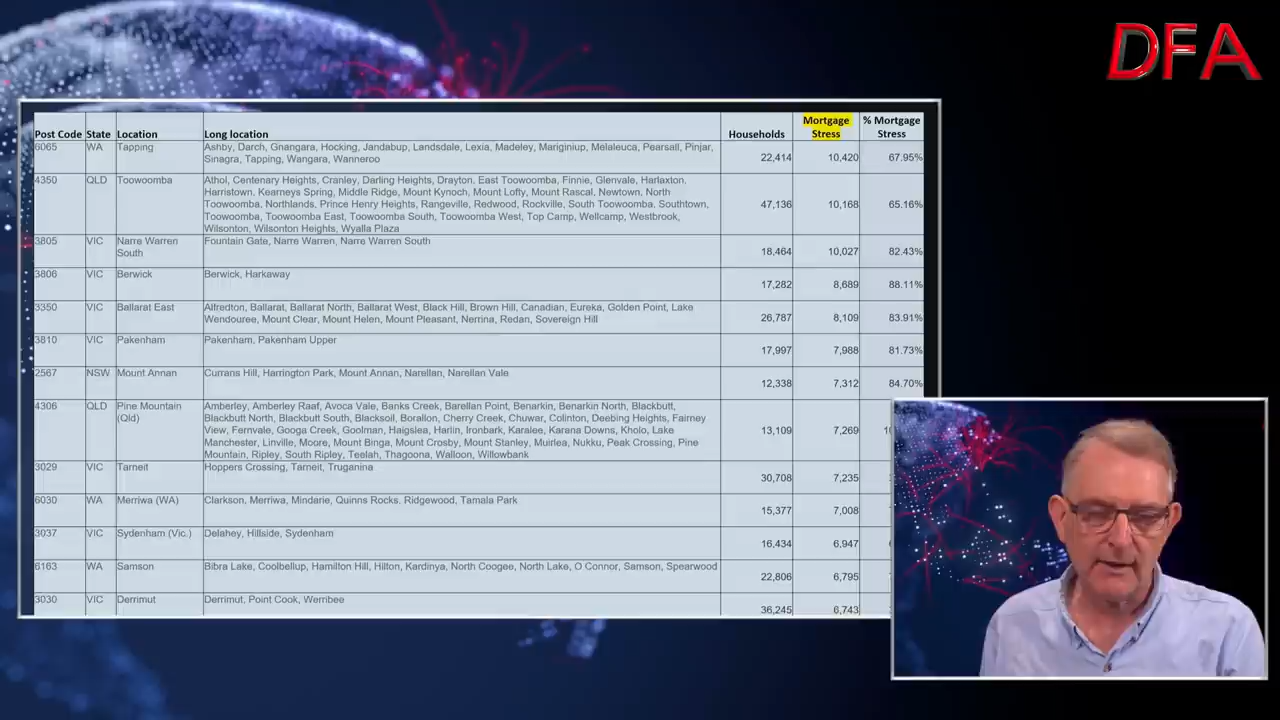 DFA
Post Code State Location Long location Households Mortgage Stress % Mortgage Stress
6065 WA Tapping Ashby, Darch, Gnangara, Hocking, Jandabup, Landsdale, Lexia, Madeley, Mariginiup, Melaleuca, Pearsall, Pinjar,
Sinagra, Tapping, Wangara, Wanneroo 22,414 10,420 67.95%
4350 QLD Toowoomba Athol, Centenary Heights, Cranley, Darling Heights, Drayton, East Toowoomba, Finnie, Glenvale, Harlaxton,
Harristown, Kearneys Spring, Middle Ridge, Mount Kynoch, Mount Lofty, Mount Rascal, Newtown, North
Toowoomba, Northlands, Prince Henry Heights, Rangeville, Redwood, Rockville, South Toowoomba, Southtown, 47,136 10,168 65.16%
Toowoomba, Toowoomba East, Toowoomba South, Toowoomba West, Top Camp, Wellcamp, Westbrook,
Wilsonton, Wilsonton Heights, Wyalla Plaza
3805 VIC Narre Warren South Fountain Gate, Narre Warren, Narre Warren South 18,464 10,027 82.43%
3806 VIC Berwick Berwick, Harkaway 17,282 8,689 88.11%
3350 VIC Ballarat East Alfredton, Ballarat, Ballarat North, Ballarat West, Black Hill, Brown Hill, Canadian, Eureka, Golden Point, Lake
Wendouree, Mount Clear, Mount Helen, Mount Pleasant, Nerrina, Redan, Sovereign Hill 26,787 8,109 83.91%
3810 VIC Pakenham Pakenham, Pakenham Upper 17,997 7,988 81.73%
2567 NSW Mount Annan Currans Hill, Harrington Park, Mount Annan, Narellan, Narellan Vale 12,338 7,312 84.70%
4306 QLD Pine Mountain (Qld) Amberley, Amberley Raaf, Avoca Vale, Banks Creek, Barellan Point, Benarkin, Benarkin North, Blackbutt,
Blackbutt North, Blackbutt South, Blacksoil, Borallon, Cherry Creek, Chuwar, Colinton, Deebing Heights, Fairney
View, Fernvale, Googa Creek, Goolman, Haigslea, Harlin, Ironbark, Karalee, Karana Downs, Kholo, Lake 13,109 7,269
Manchester, Linville, Moore, Mount Binga, Mount Crosby, Mount Stanley, Muirlea, Nukku, Peak Crossing, Pine
Mountain, Ripley, South Ripley, Teelah, Thagoona, Walloon, Willowbank
3029 VIC Tarneit Hoppers Crossing, Tarneit, Truganina 30,708 7,235
6030 WA Merriwa (WA) Clarkson, Merriwa, Mindarie, Quinns Rocks, Ridgewood, Tamala Park 15,377 7,008
3037 VIC Sydenham (Vic.) Delahey, Hillside, Sydenham 16,434 6,947
6163 WA Samson Bibra Lake, Coolbellup, Hamilton Hill, Hilton, Kardinya, North Coogee, North Lake, O Connor, Samson, Spearwood 22,806 6,795
3030 VIC Derrimut Derrimut, Point Cook, Werribee 36,245 6,743